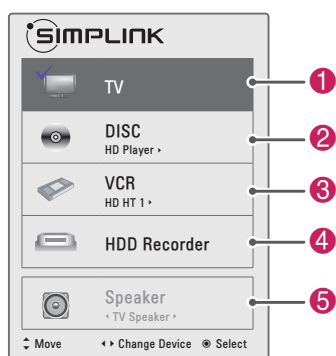 SIMPLINK
TV 1
DISC 2
HD Player ▸
VCR 3
HD HT 1 ▸
HDD Recorder 4
Speaker 5
◂ TV Speaker ▸
Move ◂ ▸ Change Device ◉ Select